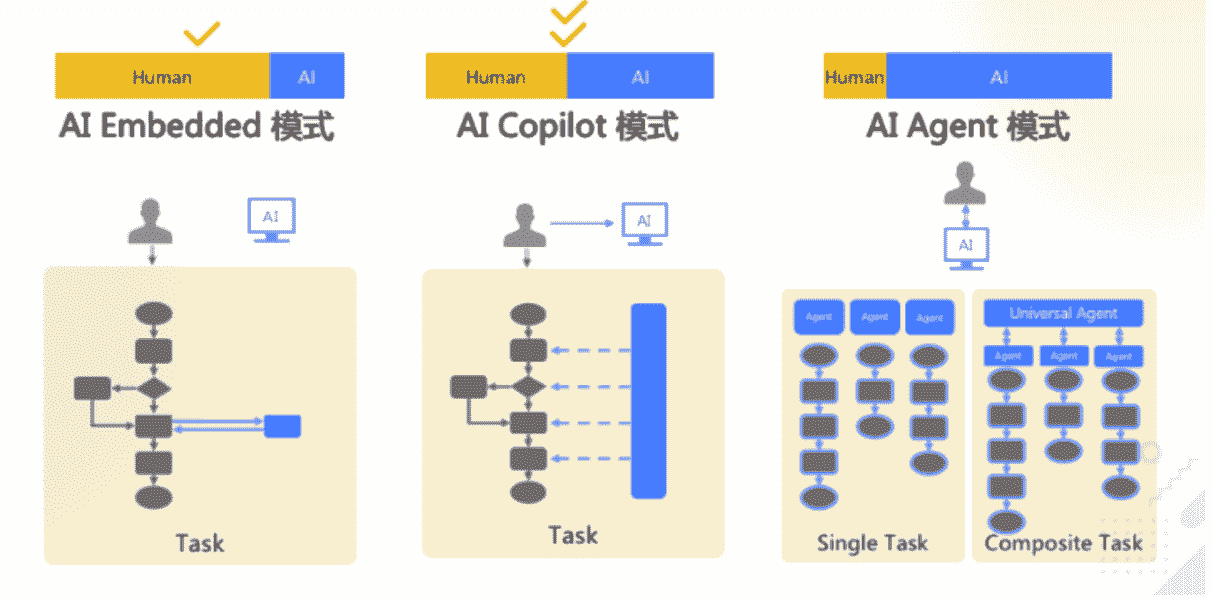 Human AI
AI Embedded 模式
AI
Task
Human AI
AI Copilot 模式
AI
Task
Human AI
AI Agent 模式
AI
Agent Agent Agent
Single Task
Universal Agent
Agent Agent Agent
Composite Task